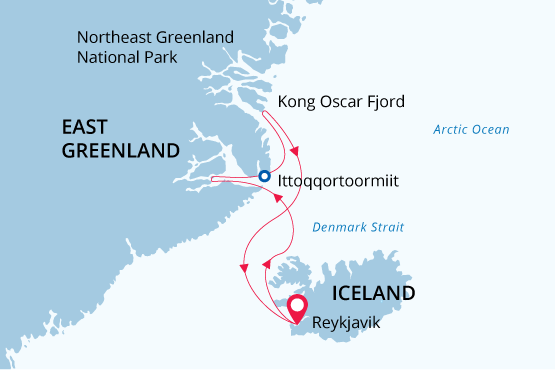 Northeast Greenland
National Park
Kong Oscar Fjord
EAST
GREENLAND
Arctic Ocean
Ittoqqortoormiit
Denmark Strait
ICELAND
Reykjavik